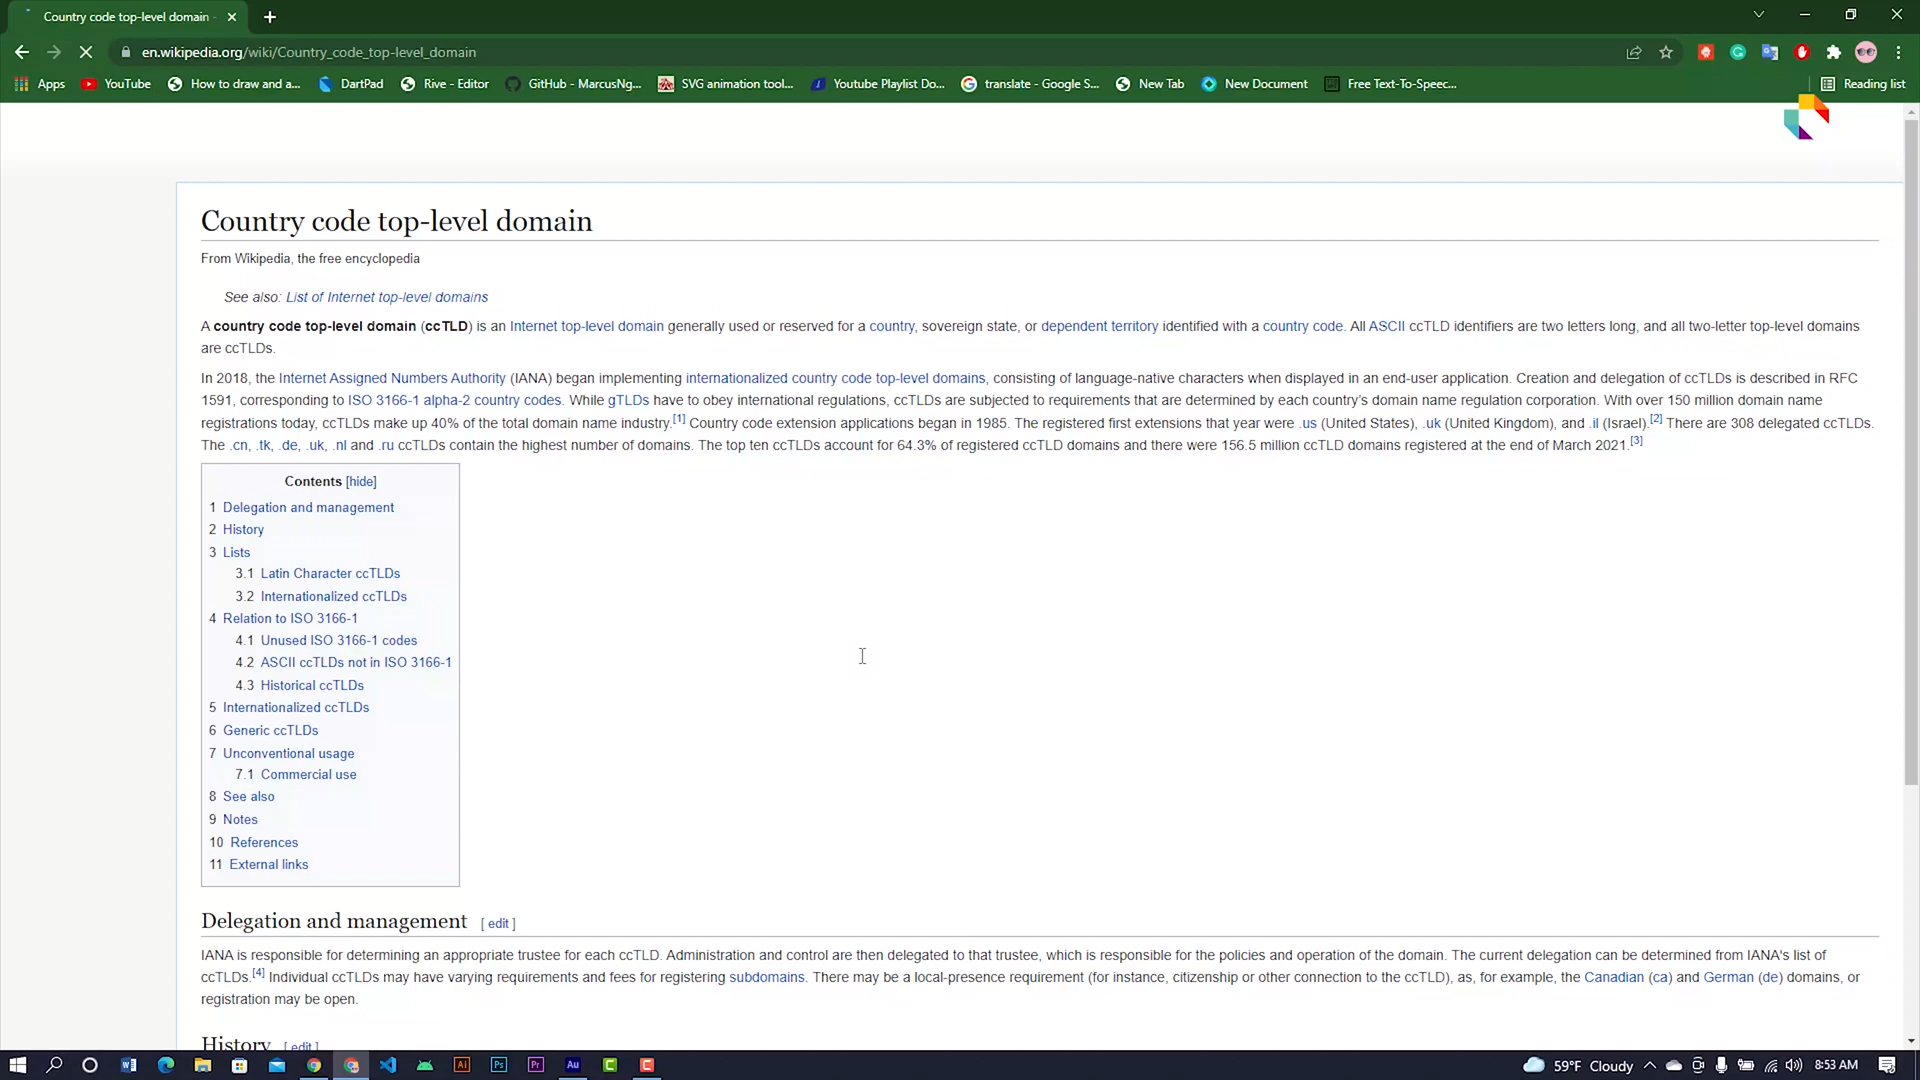 Country code top-level domain
en.wikipedia.org/wiki/Country_code_top-level_domain
Apps YouTube How to draw and a... DartPad Rive - Editor GitHub - MarcusNg... SVG animation tool... Youtube Playlist Do... translate - Google S... New Tab New Document Free Text-To-Speec... Reading list
Country code top-level domain
From Wikipedia, the free encyclopedia
See also: List of Internet top-level domains
A country code top-level domain (ccTLD) is an Internet top-level domain generally used or reserved for a country, sovereign state, or dependent territory identified with a country code. All ASCII ccTLD identifiers are two letters long, and all two-letter top-level domains
are ccTLDs.
In 2018, the Internet Assigned Numbers Authority (IANA) began implementing internationalized country code top-level domains, consisting of language-native characters when displayed in an end-user application. Creation and delegation of ccTLDs is described in RFC
1591, corresponding to ISO 3166-1 alpha-2 country codes. While gTLDs have to obey international regulations, ccTLDs are subjected to requirements that are determined by each country's domain name regulation corporation. With over 150 million domain name
registrations today, ccTLDs make up 40% of the total domain name industry.[1] Country code extension applications began in 1985. The registered first extensions that year were .us (United States), .uk (United Kingdom), and .il (Israel).[2] There are 308 delegated ccTLDs.
The .cn, .tk, .de, .uk, .nl and .ru ccTLDs contain the highest number of domains. The top ten ccTLDs account for 64.3% of registered ccTLD domains and there were 156.5 million ccTLD domains registered at the end of March 2021.[3]
Contents [hide]
1 Delegation and management
2 History
3 Lists
3.1 Latin Character ccTLDs
3.2 Internationalized ccTLDs
4 Relation to ISO 3166-1
4.1 Unused ISO 3166-1 codes
4.2 ASCII ccTLDs not in ISO 3166-1
4.3 Historical ccTLDs
5 Internationalized ccTLDs
6 Generic ccTLDs
7 Unconventional usage
7.1 Commercial use
8 See also
9 Notes
10 References
11 External links
Delegation and management [ edit ]
IANA is responsible for determining an appropriate trustee for each ccTLD. Administration and control are then delegated to that trustee, which is responsible for the policies and operation of the domain. The current delegation can be determined from IANA's list of
ccTLDs.[4] Individual ccTLDs may have varying requirements and fees for registering subdomains. There may be a local-presence requirement (for instance, citizenship or other connection to the ccTLD), as, for example, the Canadian (ca) and German (de) domains, or
registration may be open.
History [ edit ]
Ai Ps Pr Au 59°F Cloudy 8:53 AM